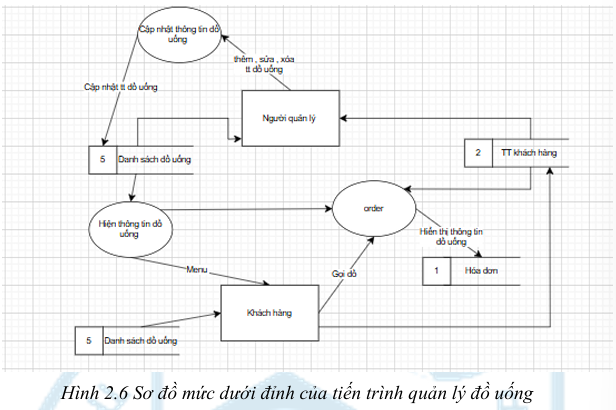 Cập nhật thông tin đồ
uống
thêm , sửa , xóa
tt đồ uống
Cập nhật tt đồ uống
Người quản lý
5 Danh sách đồ uống
2 TT khách hàng
Hiện thông tin đồ
uống
order
Hiển thị thông tin
đồ uống
Menu
Gọi đồ
1 Hóa đơn
Khách hàng
5 Danh sách đồ uống
Hình 2.6 Sơ đồ mức dưới đỉnh của tiến trình quản lý đồ uống